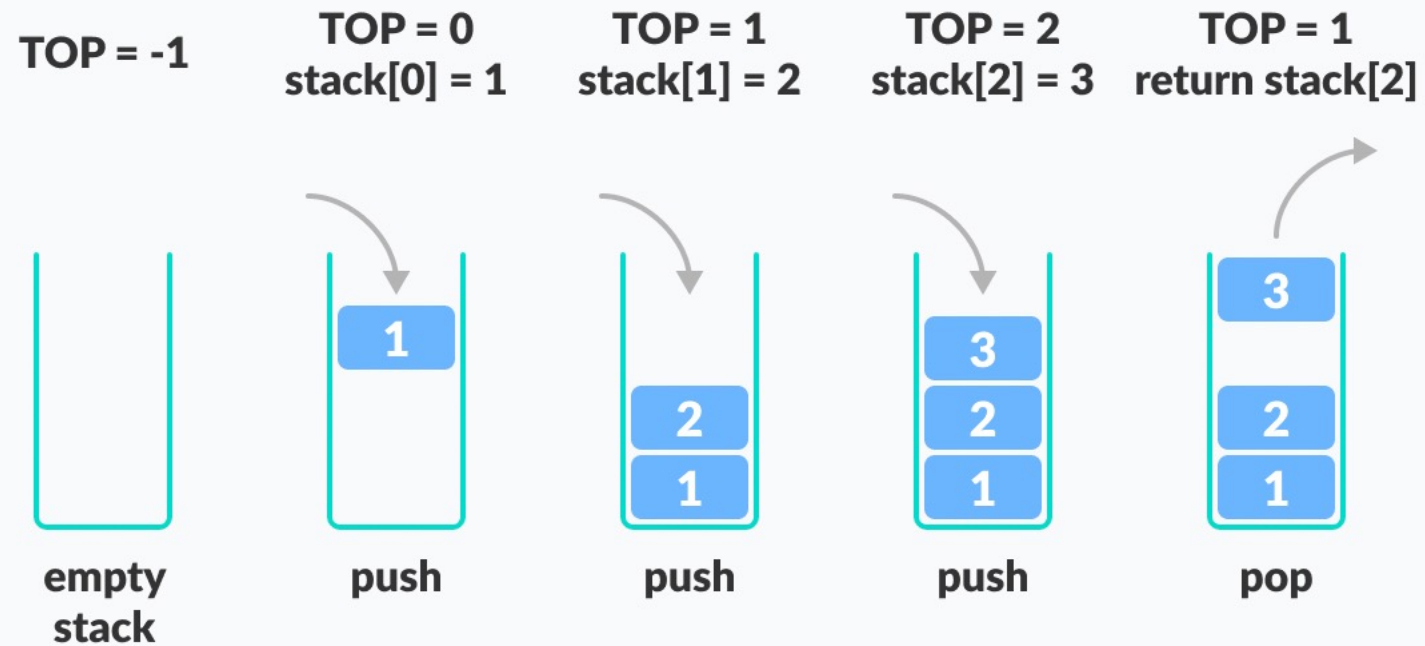 TOP = -1
TOP = 0
stack[0] = 1
TOP = 1
stack[1] = 2
TOP = 2
stack[2] = 3
TOP = 1
return stack[2]
1
2
1
3
2
1
3
2
1
empty
stack
push
push
push
pop